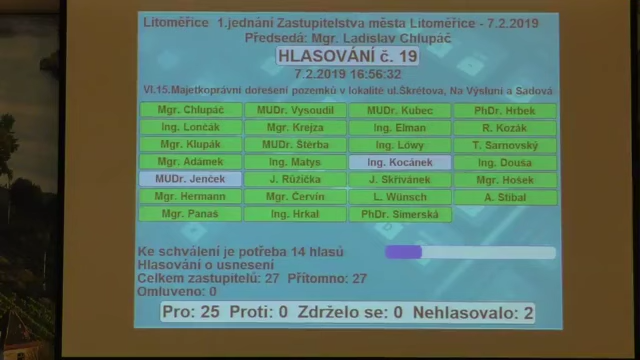 Litoměřice 1.jednání Zastupitelstva města Litoměřice - 7.2.2019
Předsedá: Mgr. Ladislav Chlupáč
HLASOVÁNÍ č. 19
7.2.2019 16:56:32
VI.15.Majetkoprávní dořešení pozemků v lokalitě ul.Škrétova, Na Výsluní a Sadová
Mgr. Chlupáč MUDr. Vysoudil MUDr. Kubec PhDr. Hrbek
Ing. Lončák Mgr. Krejza Ing. Elman R. Kozák
Mgr. Klupák MUDr. Štěrba Ing. Löwy T. Sarnovský
Mgr. Adámek Ing. Matys Ing. Kocánek Ing. Douša
MUDr. Jenček J. Růžička J. Skřivánek Mgr. Hošek
Mgr. Hermann Mgr. Červín L. Wünsch A. Štíbal
Mgr. Panaš Ing. Hrkal PhDr. Simerská
Ke schválení je potřeba 14 hlasů
Hlasování o usnesení
Celkem zastupitelů: 27 Přítomno: 27
Omluveno: 0
Pro: 25 Proti: 0 Zdrželo se: 0 Nehlasovalo: 2